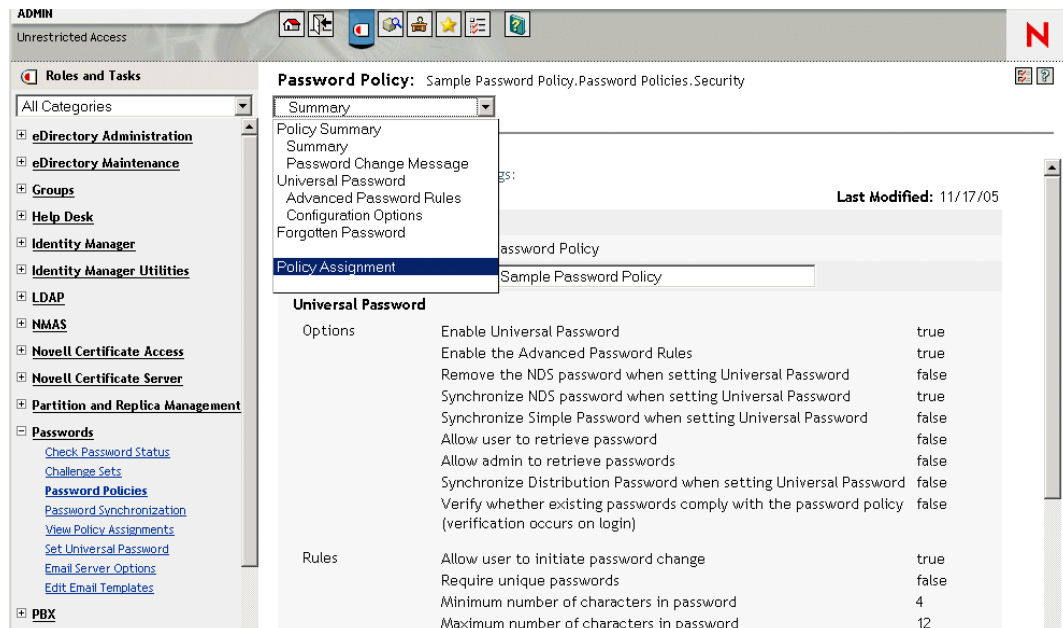 ADMIN
Unrestricted Access
N
Roles and Tasks
All Categories
eDirectory Administration
eDirectory Maintenance
Groups
Help Desk
Identity Manager
Identity Manager Utilities
LDAP
NMAS
Novell Certificate Access
Novell Certificate Server
Partition and Replica Management
Passwords
Check Password Status
Challenge Sets
Password Policies
Password Synchronization
View Policy Assignments
Set Universal Password
Email Server Options
Edit Email Templates
PBX
Password Policy: Sample Password Policy.Password Policies.Security
?
Summary
Policy Summary
Summary
Password Change Message
Universal Password
Advanced Password Rules
Configuration Options
Forgotten Password
Policy Assignment
gs:
Last Modified: 11/17/05
assword Policy
Sample Password Policy
Universal Password
Options
Enable Universal Password true
Enable the Advanced Password Rules true
Remove the NDS password when setting Universal Password false
Synchronize NDS password when setting Universal Password true
Synchronize Simple Password when setting Universal Password false
Allow user to retrieve password false
Allow admin to retrieve passwords false
Synchronize Distribution Password when setting Universal Password false
Verify whether existing passwords comply with the password policy false
(verification occurs on login)
Rules
Allow user to initiate password change true
Require unique passwords false
Minimum number of characters in password 4
Maximum number of characters in password 12